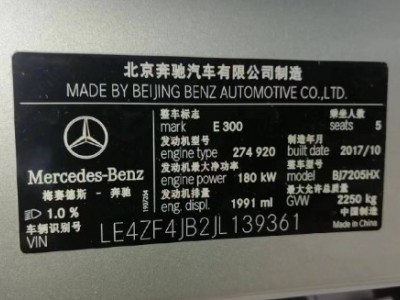 北京奔驰汽车有限公司制造
MADE BY BEIJING BENZ AUTOMOTIVE CO.,LTD.
整车标志 乘坐人数
mark E 300 seats 5
发动机型号 制造年月
engine type 274 920 built date 2017/10
发动机最大净功率 整车型号
engine power 180 kW model BJ7205HX
发动机排量 最大允许总质量
eng. displ. 1991 ml GVW 2250 kg
Mercedes-Benz
梅赛德斯－奔驰
1.0 %
中国制造
Made in China
车辆识别号
VIN LE4ZF4JB2JL139361